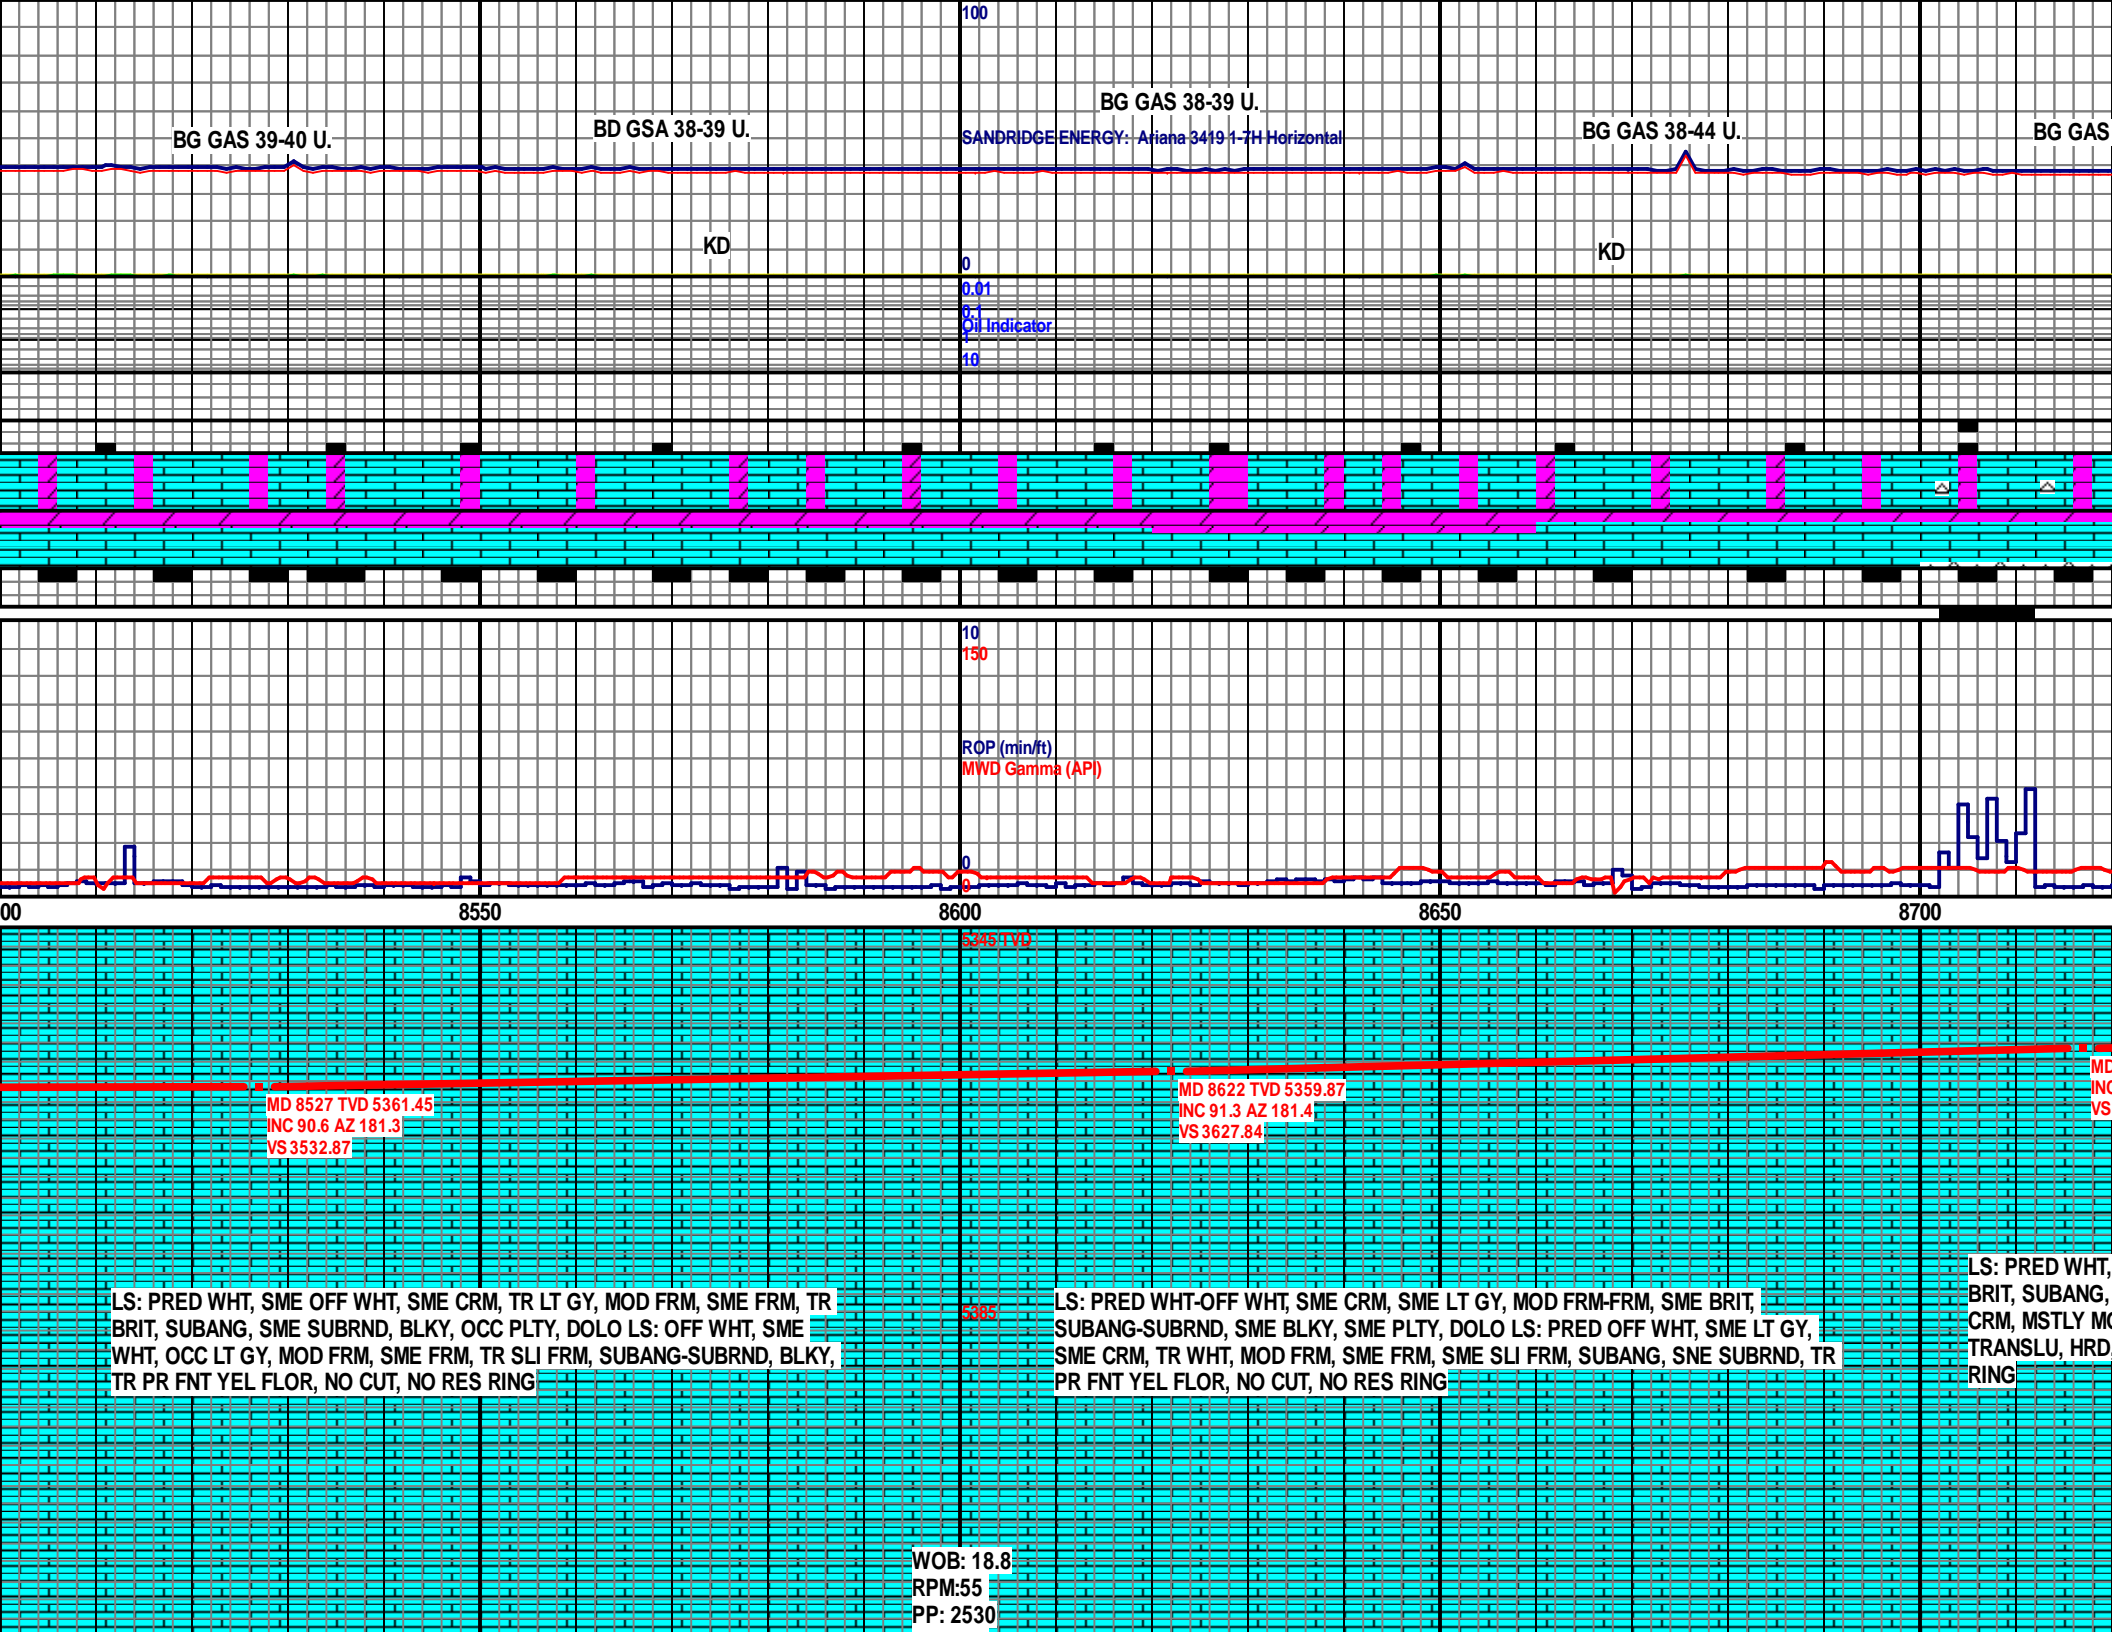 100
BG GAS 38-39 U.
BG GAS 39-40 U.
BD GSA 38-39 U.
SANDRIDGE ENERGY: Ariana 3419 1-7H Horizontal
BG GAS 38-44 U.
BG GAS
KD
KD
0
0.01
0.1
Oil Indicator
1
10
10
150
ROP (min/ft)
MWD Gamma (API)
0
0
00
8550
8600
8650
8700
5345 TVD
MD 8527 TVD 5361.45
INC 90.6 AZ 181.3
VS 3532.87
MD 8622 TVD 5359.87
INC 91.3 AZ 181.4
VS 3627.84
MD
INC
VS
5385
LS: PRED WHT, SME OFF WHT, SME CRM, TR LT GY, MOD FRM, SME FRM, TR
BRIT, SUBANG, SME SUBRND, BLKY, OCC PLTY, DOLO LS: OFF WHT, SME
WHT, OCC LT GY, MOD FRM, SME FRM, TR SLI FRM, SUBANG-SUBRND, BLKY,
TR PR FNT YEL FLOR, NO CUT, NO RES RING
LS: PRED WHT-OFF WHT, SME CRM, SME LT GY, MOD FRM-FRM, SME BRIT,
SUBANG-SUBRND, SME BLKY, SME PLTY, DOLO LS: PRED OFF WHT, SME LT GY,
SME CRM, TR WHT, MOD FRM, SME FRM, SME SLI FRM, SUBANG, SNE SUBRND, TR
PR FNT YEL FLOR, NO CUT, NO RES RING
LS: PRED WHT,
BRIT, SUBANG,
CRM, MSTLY MO
TRANSLU, HRD,
RING
WOB: 18.8
RPM:55
PP: 2530